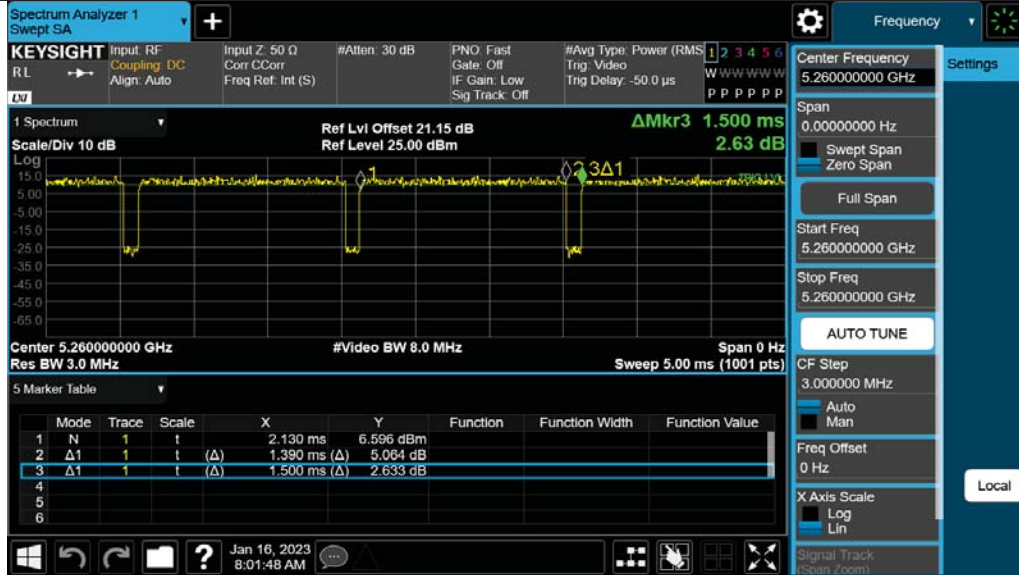 Spectrum Analyzer 1
Swept SA
Frequency
KEYSIGHT
RL
LXI
Input: RF
Coupling: DC
Align: Auto
Input Z: 50 Ω
Corr CCorr
Freq Ref: Int (S)
#Atten: 30 dB
PNO: Fast
Gate: Off
IF Gain: Low
Sig Track: Off
#Avg Type: Power (RMS
Trig: Video
Trig Delay: -50.0 µs
1 2 3 4 5 6
W W W W W W
P P P P P P
1 Spectrum
Scale/Div 10 dB
Ref Lvl Offset 21.15 dB
Ref Level 25.00 dBm
ΔMkr3 1.500 ms
2.63 dB
Log
15.0
5.00
-5.00
-15.0
-25.0
-35.0
-45.0
-55.0
-65.0
1
2 3Δ1
TRIG LVL
Center 5.260000000 GHz
#Video BW 8.0 MHz
Span 0 Hz
Res BW 3.0 MHz
Sweep 5.00 ms (1001 pts)
5 Marker Table
Mode Trace Scale X Y Function Function Width Function Value
1 N 1 t 2.130 ms 6.596 dBm
2 Δ1 1 t (Δ) 1.390 ms (Δ) 5.064 dB
3 Δ1 1 t (Δ) 1.500 ms (Δ) 2.633 dB
4
5
6
?
Jan 16, 2023
8:01:48 AM
Center Frequency
5.260000000 GHz
Span
0.00000000 Hz
Swept Span
Zero Span
Full Span
Start Freq
5.260000000 GHz
Stop Freq
5.260000000 GHz
AUTO TUNE
CF Step
3.000000 MHz
Auto
Man
Freq Offset
0 Hz
X Axis Scale
Log
Lin
Signal Track
(Span Zoom)
Settings
Local